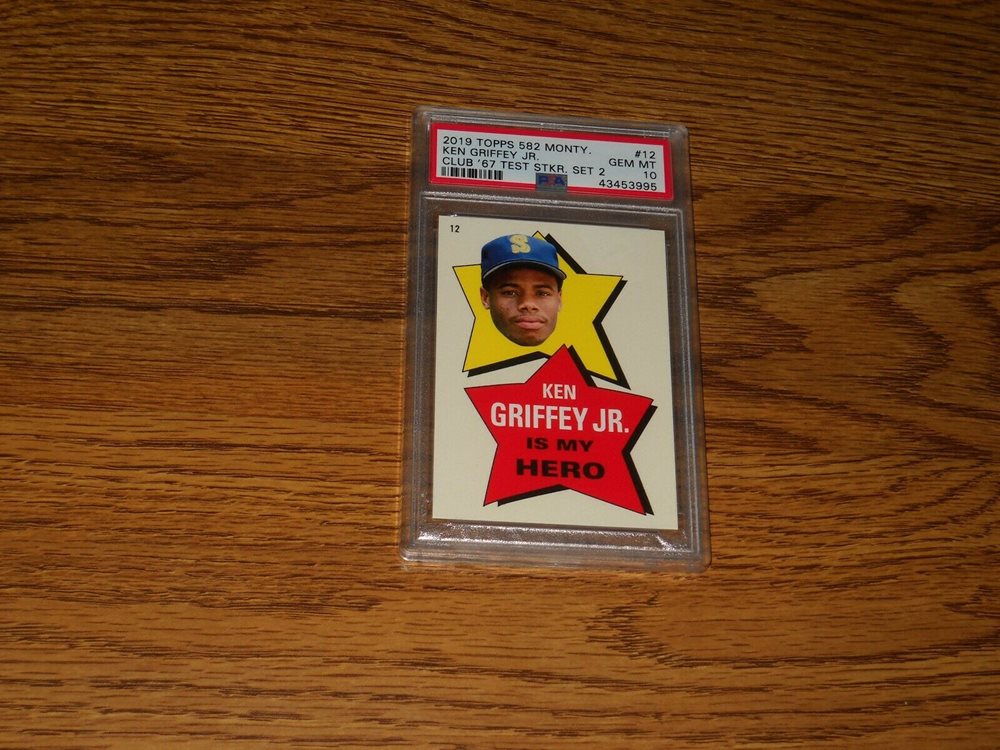 2019 TOPPS 582 MONTY. #12
KEN GRIFFEY JR. GEM MT
CLUB '67 TEST STKR. SET 2 10
PSA 43453995
12
S
KEN
GRIFFEY JR.
IS MY
HERO